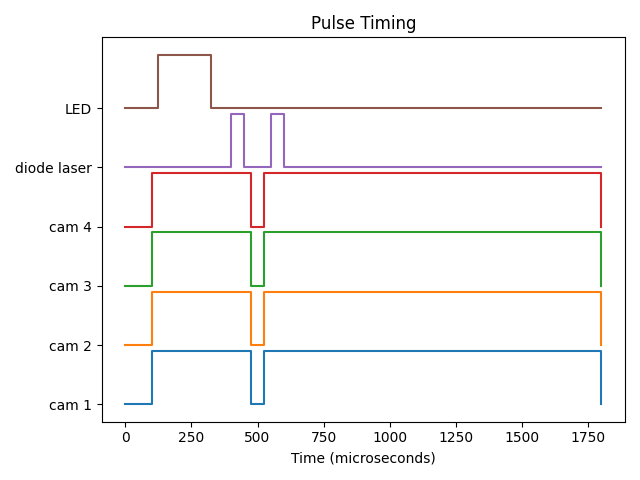 Pulse Timing
LED
diode laser
cam 4
cam 3
cam 2
cam 1
0 250 500 750 1000 1250 1500 1750
Time (microseconds)